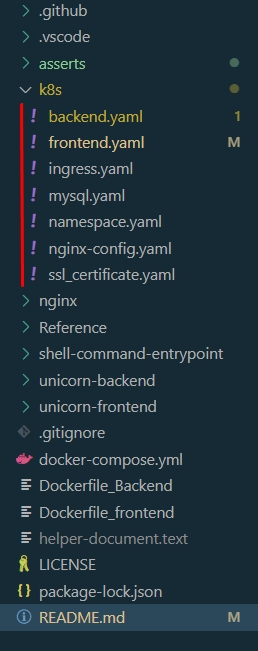 .github
.vscode
asserts
k8s
! backend.yaml 1
! frontend.yaml M
! ingress.yaml
! mysql.yaml
! namespace.yaml
! nginx-config.yaml
! ssl_certificate.yaml
nginx
Reference
shell-command-entrypoint
unicorn-backend
unicorn-frontend
.gitignore
docker-compose.yml
Dockerfile_Backend
Dockerfile_frontend
helper-document.text
LICENSE
{} package-lock.json
README.md M